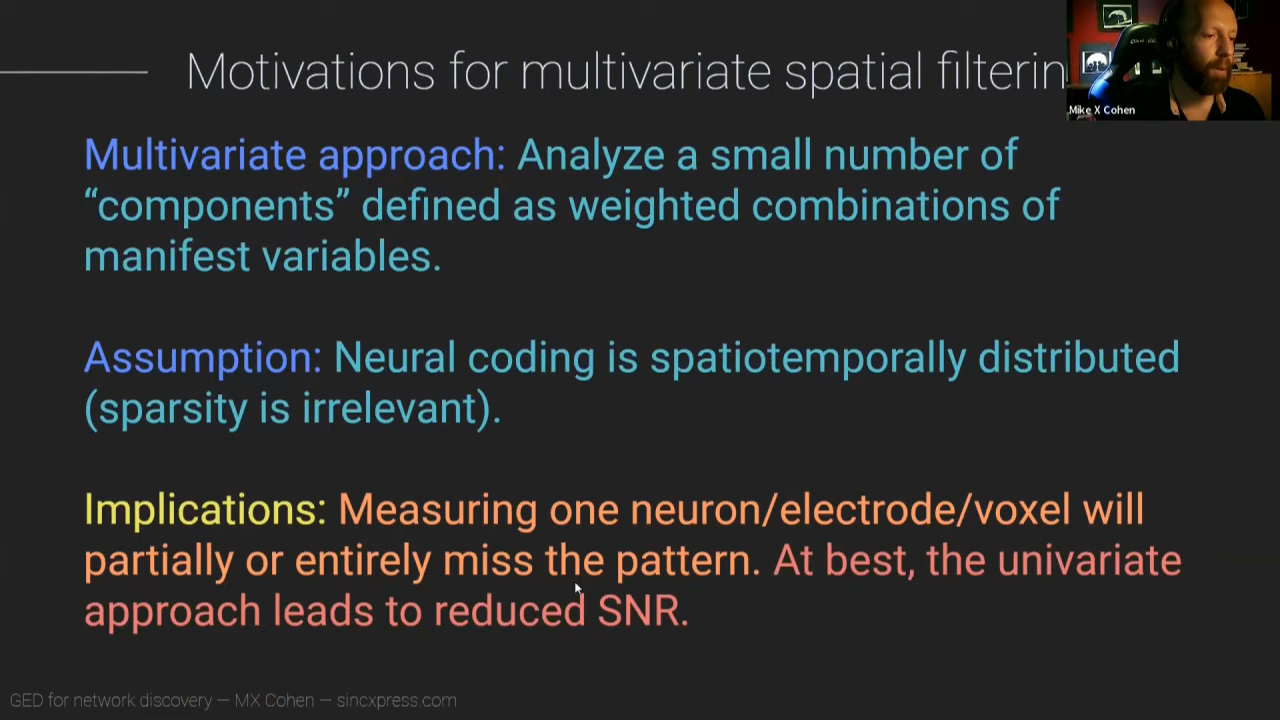 Motivations for multivariate spatial filterin
Mike X Cohen
Multivariate approach: Analyze a small number of
“components” defined as weighted combinations of
manifest variables.
Assumption: Neural coding is spatiotemporally distributed
(sparsity is irrelevant).
Implications: Measuring one neuron/electrode/voxel will
partially or entirely miss the pattern. At best, the univariate
approach leads to reduced SNR.
GED for network discovery — MX Cohen — sincxpress.com